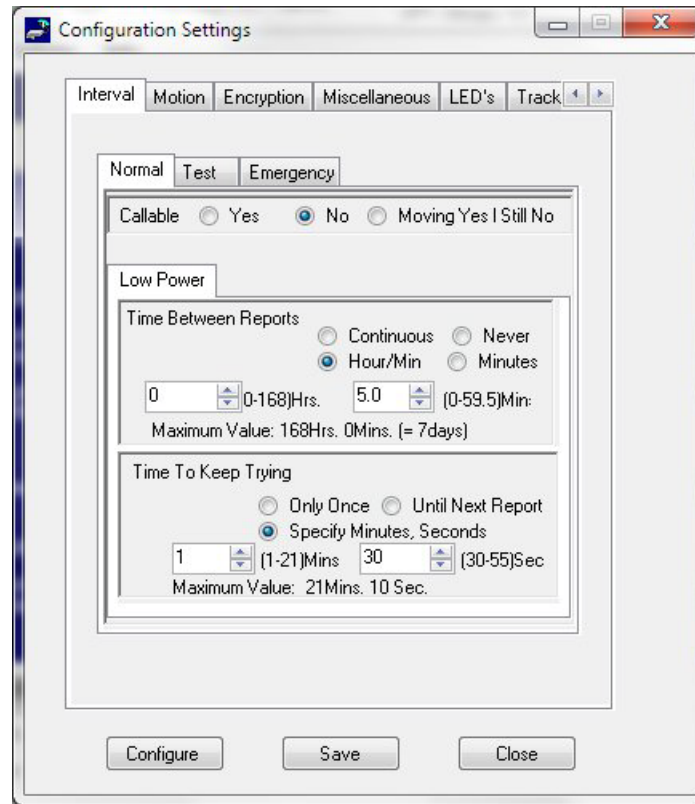 Configuration Settings
Interval Motion Encryption Miscellaneous LED's Track
Normal Test Emergency
Callable Yes No Moving Yes I Still No
Low Power
Time Between Reports
Continuous Never
Hour/Min Minutes
0 0-168)Hrs. 5.0 (0-59.5)Min:
Maximum Value: 168Hrs. 0Mins. (= 7days)
Time To Keep Trying
Only Once Until Next Report
Specify Minutes, Seconds
1 (1-21)Mins 30 (30-55)Sec
Maximum Value: 21Mins. 10 Sec.
Configure Save Close